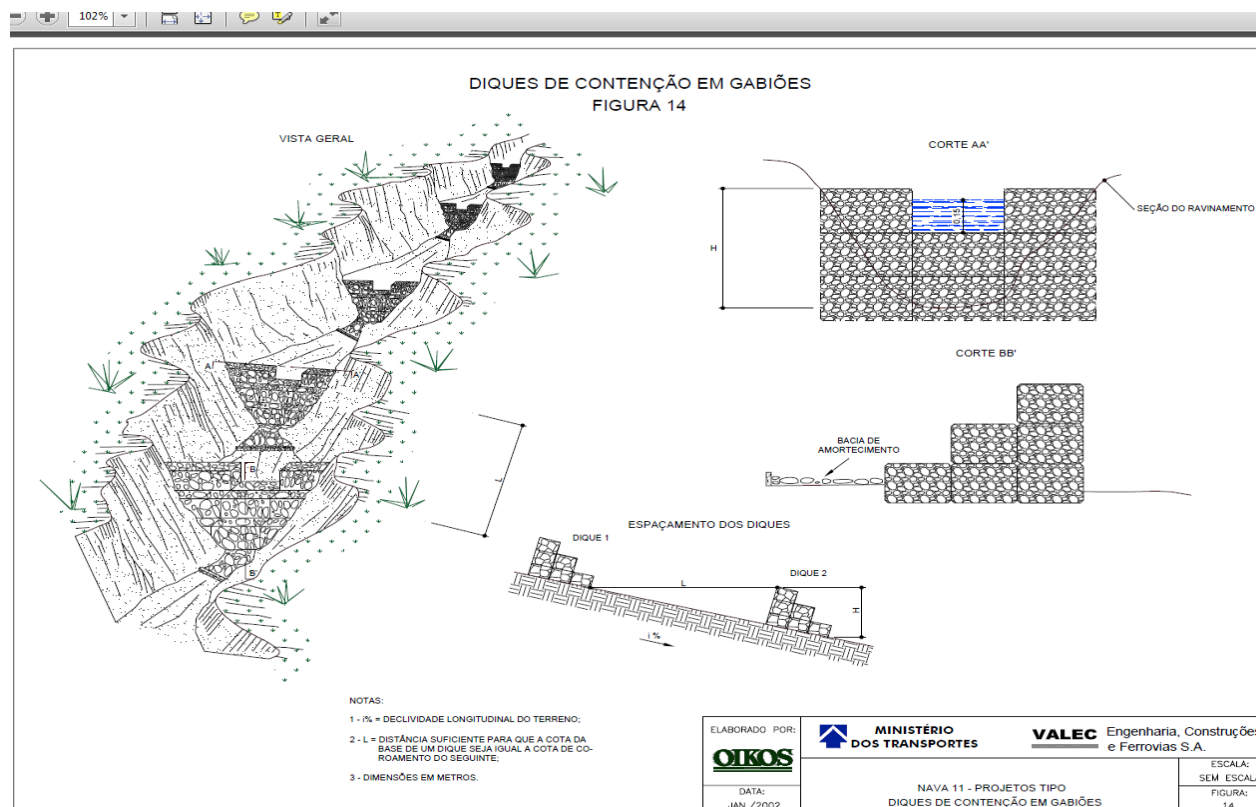 102%
DIQUES DE CONTENÇÃO EM GABIÕES
FIGURA 14
VISTA GERAL
A'
A
B
B'
L
CORTE AA'
H
0,15
SEÇÃO DO RAVINAMENTO
CORTE BB'
BACIA DE
AMORTECIMENTO
ESPAÇAMENTO DOS DIQUES
DIQUE 1
DIQUE 2
L
H
i %
NOTAS:
1 - i% = DECLIVIDADE LONGITUDINAL DO TERRENO;
2 - L = DISTÂNCIA SUFICIENTE PARA QUE A COTA DA
BASE DE UM DIQUE SEJA IGUAL A COTA DE CO-
ROAMENTO DO SEGUINTE;
3 - DIMENSÕES EM METROS.
ELABORADO POR:
OIKOS
DATA:
JAN /2002
MINISTÉRIO
DOS TRANSPORTES
VALEC Engenharia, Construções
e Ferrovias S.A.
NAVA 11 - PROJETOS TIPO
DIQUES DE CONTENÇÃO EM GABIÕES
ESCALA:
SEM ESCALA
FIGURA:
14